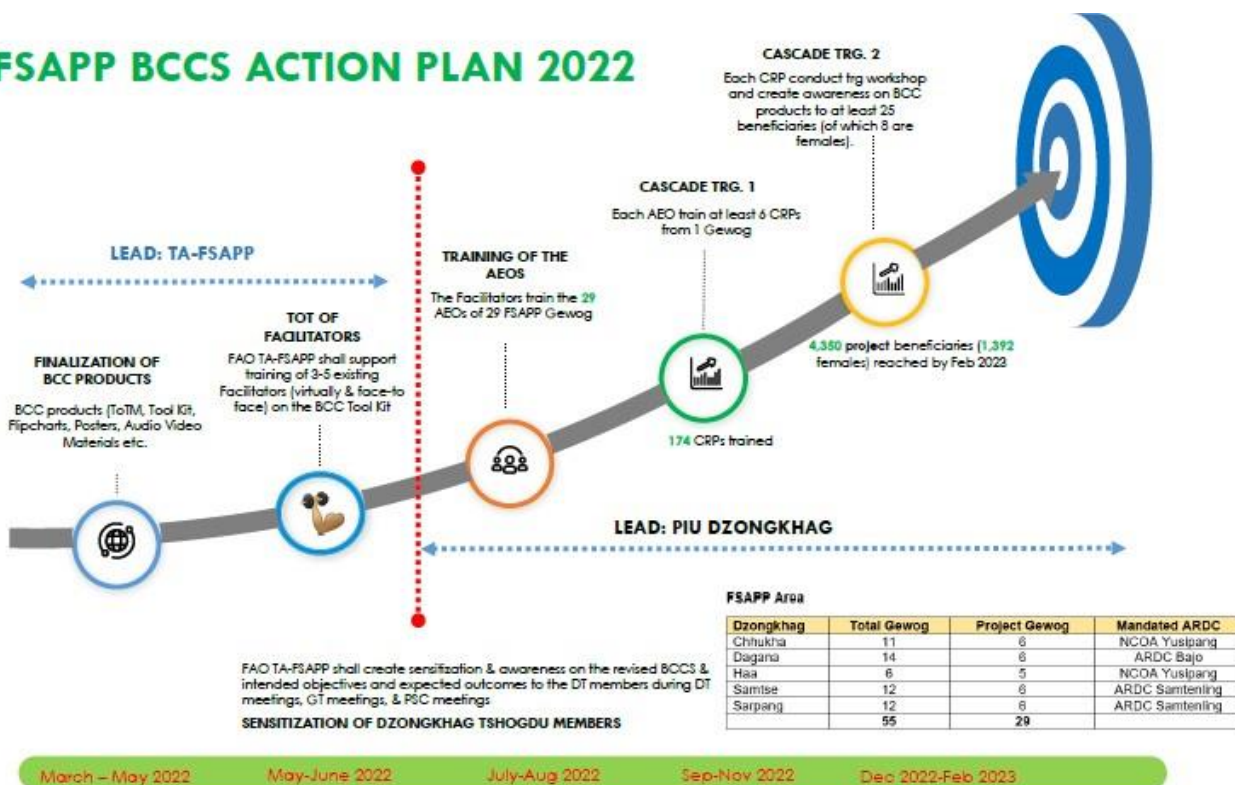 FSAPP BCCS ACTION PLAN 2022
CASCADE TRG. 2
Each CRP conduct trg workshop
and create awareness on BCC
products to at least 25
beneficiaries (of which 8 are
females).
CASCADE TRG. 1
Each AEO train at least 6 CRPs
from 1 Gewog
LEAD: TA-FSAPP
TRAINING OF THE
AEOS
The Facilitators train the 29
AEOs of 29 FSAPP Gewog
TOT OF
FACILITATORS
FAO TA-FSAPP shall support
training of 3-5 existing
Facilitators (virtually & face-to
face) on the BCC Tool Kit
FINALIZATION OF
BCC PRODUCTS
BCC products (ToTM, Tool Kit,
Flipcharts, Posters, Audio Video
Materials etc.
4,350 project beneficiaries (1,392
females) reached by Feb 2023
174 CRPs trained
LEAD: PIU DZONGKHAG
FSAPP Area
Dzongkhag Total Gewog Project Gewog Mandated ARDC
Chhukha 11 6 NCOA Yusipang
Dagana 14 6 ARDC Bajo
Haa 6 5 NCOA Yusipang
Samtse 12 6 ARDC Samtenling
Sarpang 12 6 ARDC Samtenling
55 29
FAO TA-FSAPP shall create sensitization & awareness on the revised BCCS &
intended objectives and expected outcomes to the DT members during DT
meetings, GT meetings, & PSC meetings
SENSITIZATION OF DZONGKHAG TSHOGDU MEMBERS
March – May 2022 May-June 2022 July-Aug 2022 Sep-Nov 2022 Dec 2022-Feb 2023